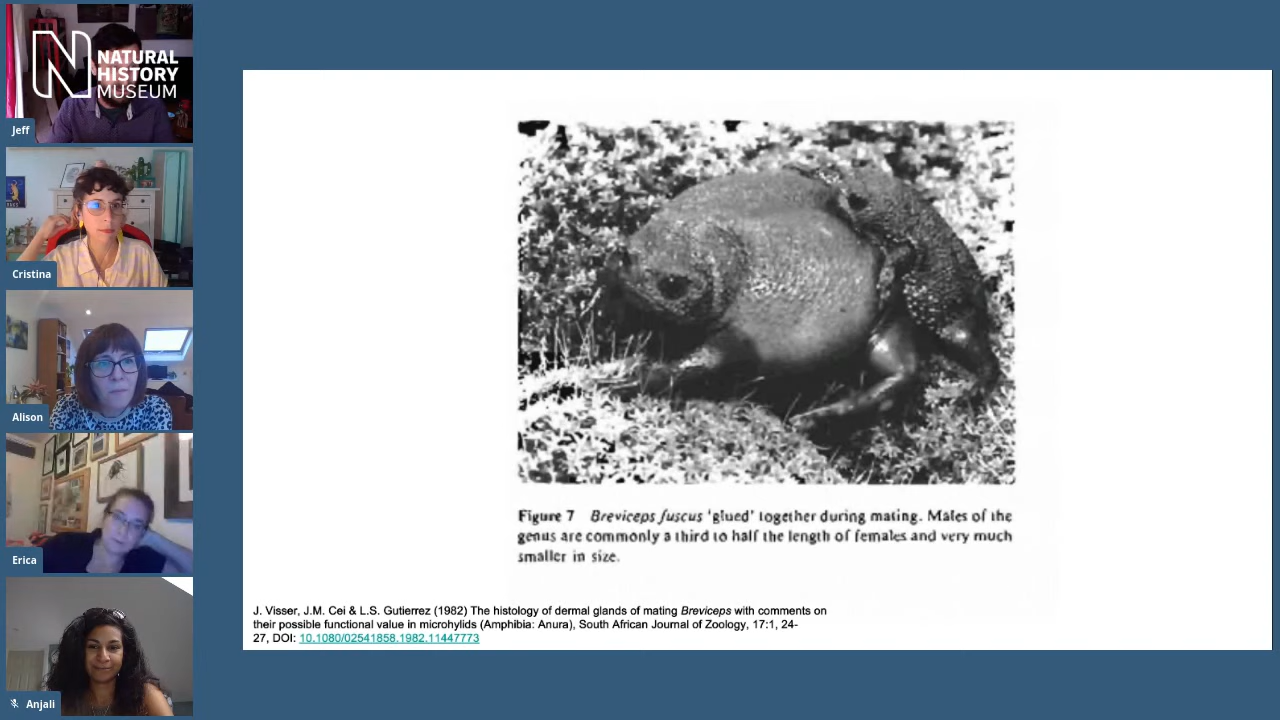 NATURAL
HISTORY
MUSEUM
Jeff
Cristina
Alison
Erica
Anjali
Figure 7 Breviceps fuscus 'glued' together during mating. Males of the
genus are commonly a third to half the length of females and very much
smaller in size.
J. Visser, J.M. Cei & L.S. Gutierrez (1982) The histology of dermal glands of mating Breviceps with comments on
their possible functional value in microhylids (Amphibia: Anura), South African Journal of Zoology, 17:1, 24-
27, DOI: 10.1080/02541858.1982.11447773